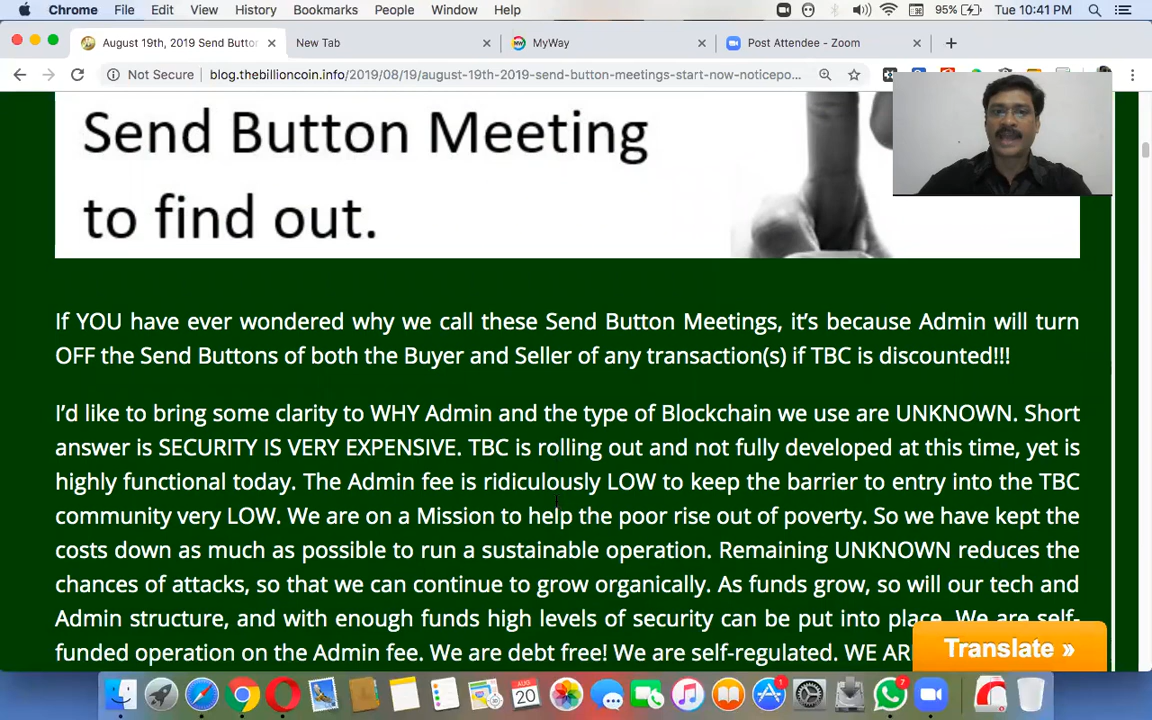 Chrome File Edit View History Bookmarks People Window Help 95% Tue 10:41 PM
August 19th, 2019 Send Button × New Tab × MyWay × Post Attendee - Zoom × +
Not Secure blog.thebillioncoin.info/2019/08/19/august-19th-2019-send-button-meetings-start-now-noticepo...
Send Button Meeting
to find out.
If YOU have ever wondered why we call these Send Button Meetings, it's because Admin will turn
OFF the Send Buttons of both the Buyer and Seller of any transaction(s) if TBC is discounted!!!
I'd like to bring some clarity to WHY Admin and the type of Blockchain we use are UNKNOWN. Short
answer is SECURITY IS VERY EXPENSIVE. TBC is rolling out and not fully developed at this time, yet is
highly functional today. The Admin fee is ridiculously LOW to keep the barrier to entry into the TBC
community very LOW. We are on a Mission to help the poor rise out of poverty. So we have kept the
costs down as much as possible to run a sustainable operation. Remaining UNKNOWN reduces the
chances of attacks, so that we can continue to grow organically. As funds grow, so will our tech and
Admin structure, and with enough funds high levels of security can be put into place. We are self-
funded operation on the Admin fee. We are debt free! We are self-regulated. WE AR
Translate »
AUG
20
1
7